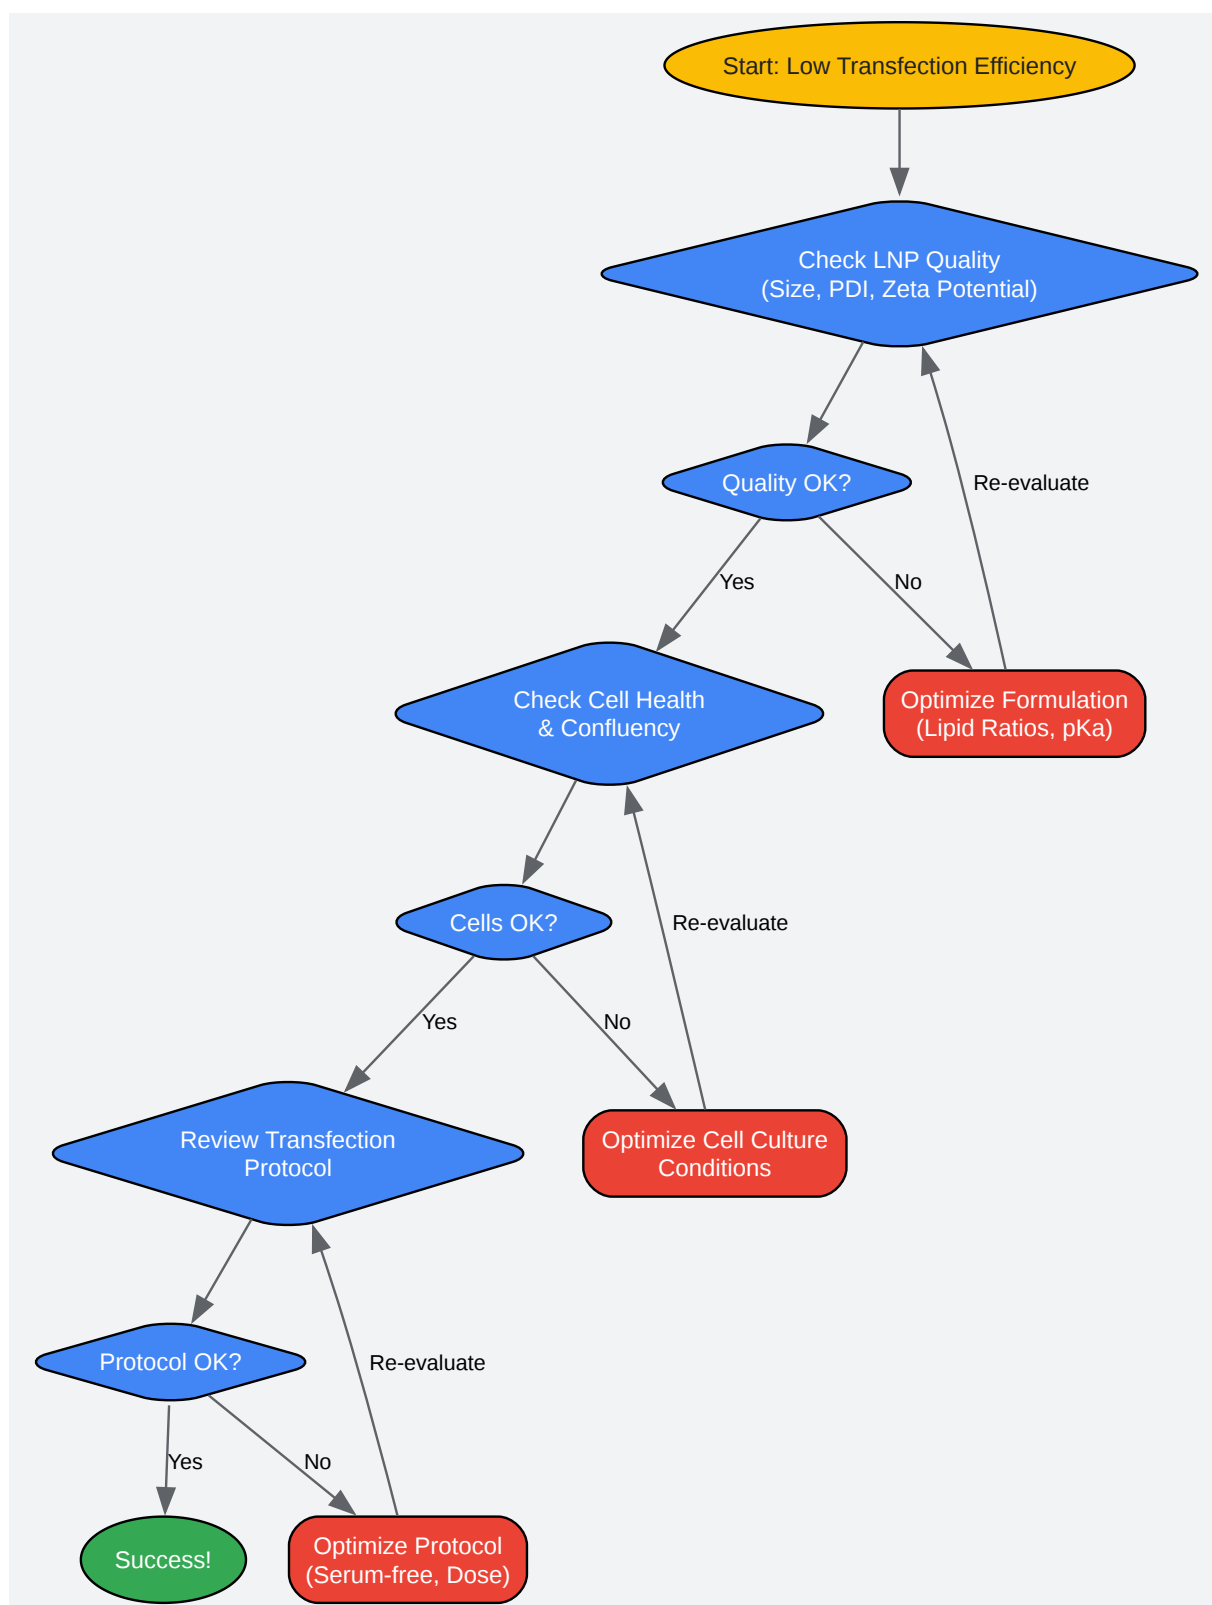 Start: Low Transfection Efficiency
Check LNP Quality
(Size, PDI, Zeta Potential)
Quality OK?
Re-evaluate
Yes
No
Check Cell Health
& Confluency
Optimize Formulation
(Lipid Ratios, pKa)
Cells OK?
Re-evaluate
Yes
No
Review Transfection
Protocol
Optimize Cell Culture
Conditions
Protocol OK?
Re-evaluate
Yes
No
Success!
Optimize Protocol
(Serum-free, Dose)